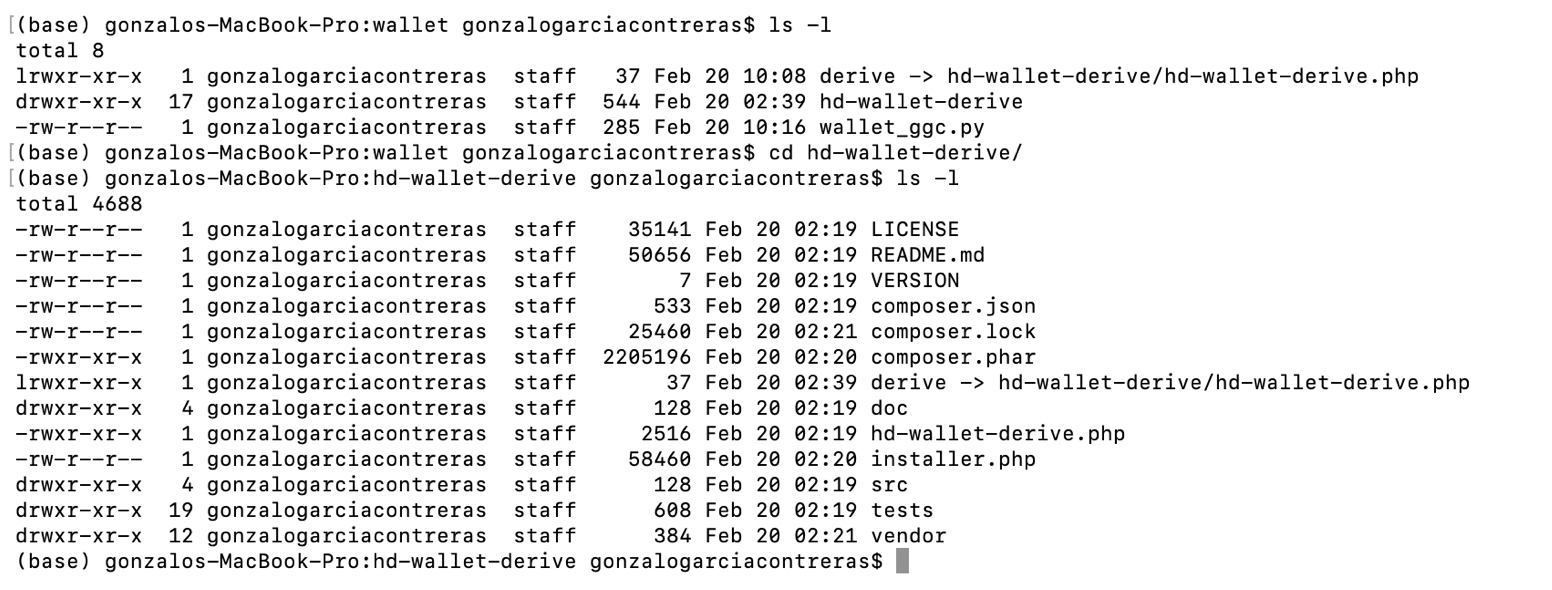 [(base) gonzalos-MacBook-Pro:wallet gonzalogarciacontreras$ ls -l
total 8
lrwxr-xr-x   1 gonzalogarciacontreras  staff   37 Feb 20 10:08 derive -> hd-wallet-derive/hd-wallet-derive.php
drwxr-xr-x  17 gonzalogarciacontreras  staff  544 Feb 20 02:39 hd-wallet-derive
-rw-r--r--   1 gonzalogarciacontreras  staff  285 Feb 20 10:16 wallet_ggc.py
[(base) gonzalos-MacBook-Pro:wallet gonzalogarciacontreras$ cd hd-wallet-derive/
[(base) gonzalos-MacBook-Pro:hd-wallet-derive gonzalogarciacontreras$ ls -l
total 4688
-rw-r--r--   1 gonzalogarciacontreras  staff    35141 Feb 20 02:19 LICENSE
-rw-r--r--   1 gonzalogarciacontreras  staff    50656 Feb 20 02:19 README.md
-rw-r--r--   1 gonzalogarciacontreras  staff        7 Feb 20 02:19 VERSION
-rw-r--r--   1 gonzalogarciacontreras  staff      533 Feb 20 02:19 composer.json
-rw-r--r--   1 gonzalogarciacontreras  staff    25460 Feb 20 02:21 composer.lock
-rwxr-xr-x   1 gonzalogarciacontreras  staff  2205196 Feb 20 02:20 composer.phar
lrwxr-xr-x   1 gonzalogarciacontreras  staff       37 Feb 20 02:39 derive -> hd-wallet-derive/hd-wallet-derive.php
drwxr-xr-x   4 gonzalogarciacontreras  staff      128 Feb 20 02:19 doc
-rwxr-xr-x   1 gonzalogarciacontreras  staff     2516 Feb 20 02:19 hd-wallet-derive.php
-rw-r--r--   1 gonzalogarciacontreras  staff    58460 Feb 20 02:20 installer.php
drwxr-xr-x   4 gonzalogarciacontreras  staff      128 Feb 20 02:19 src
drwxr-xr-x  19 gonzalogarciacontreras  staff      608 Feb 20 02:19 tests
drwxr-xr-x  12 gonzalogarciacontreras  staff      384 Feb 20 02:21 vendor
(base) gonzalos-MacBook-Pro:hd-wallet-derive gonzalogarciacontreras$